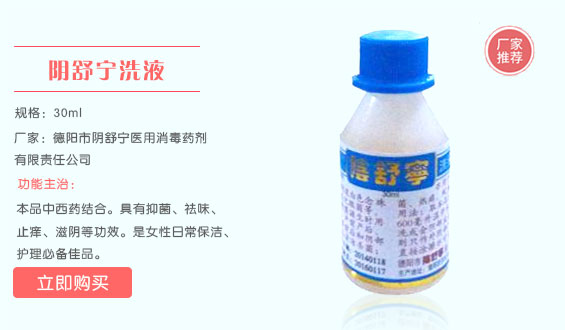 阴舒宁洗液
规格：30ml
厂家：德阳市阴舒宁医用消毒药剂
有限责任公司
功能主治：
本品中西药结合。具有抑菌、祛味、
止痒、滋阴等功效。是女性日常保洁、
护理必备佳品。
立即购买
厂家
推荐
陰舒寧
30ml
20140118
20160117